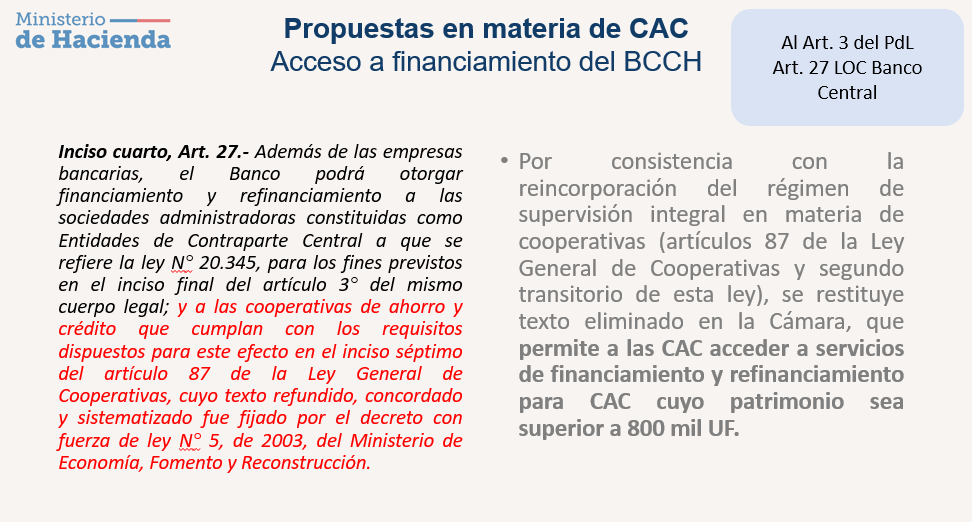 Ministerio
de Hacienda
Propuestas en materia de CAC
Acceso a financiamiento del BCCH
Al Art. 3 del PdL
Art. 27 LOC Banco
Central
Inciso cuarto, Art. 27.- Además de las empresas
bancarias, el Banco podrá otorgar
financiamiento y refinanciamiento a las
sociedades administradoras constituidas como
Entidades de Contraparte Central a que se
refiere la ley N° 20.345, para los fines previstos
en el inciso final del artículo 3° del mismo
cuerpo legal; y a las cooperativas de ahorro y
crédito que cumplan con los requisitos
dispuestos para este efecto en el inciso séptimo
del artículo 87 de la Ley General de
Cooperativas, cuyo texto refundido, concordado
y sistematizado fue fijado por el decreto con
fuerza de ley N° 5, de 2003, del Ministerio de
Economía, Fomento y Reconstrucción.
• Por consistencia con la
reincorporación del régimen de
supervisión integral en materia de
cooperativas (artículos 87 de la Ley
General de Cooperativas y segundo
transitorio de esta ley), se restituye
texto eliminado en la Cámara, que
permite a las CAC acceder a servicios
de financiamiento y refinanciamiento
para CAC cuyo patrimonio sea
superior a 800 mil UF.